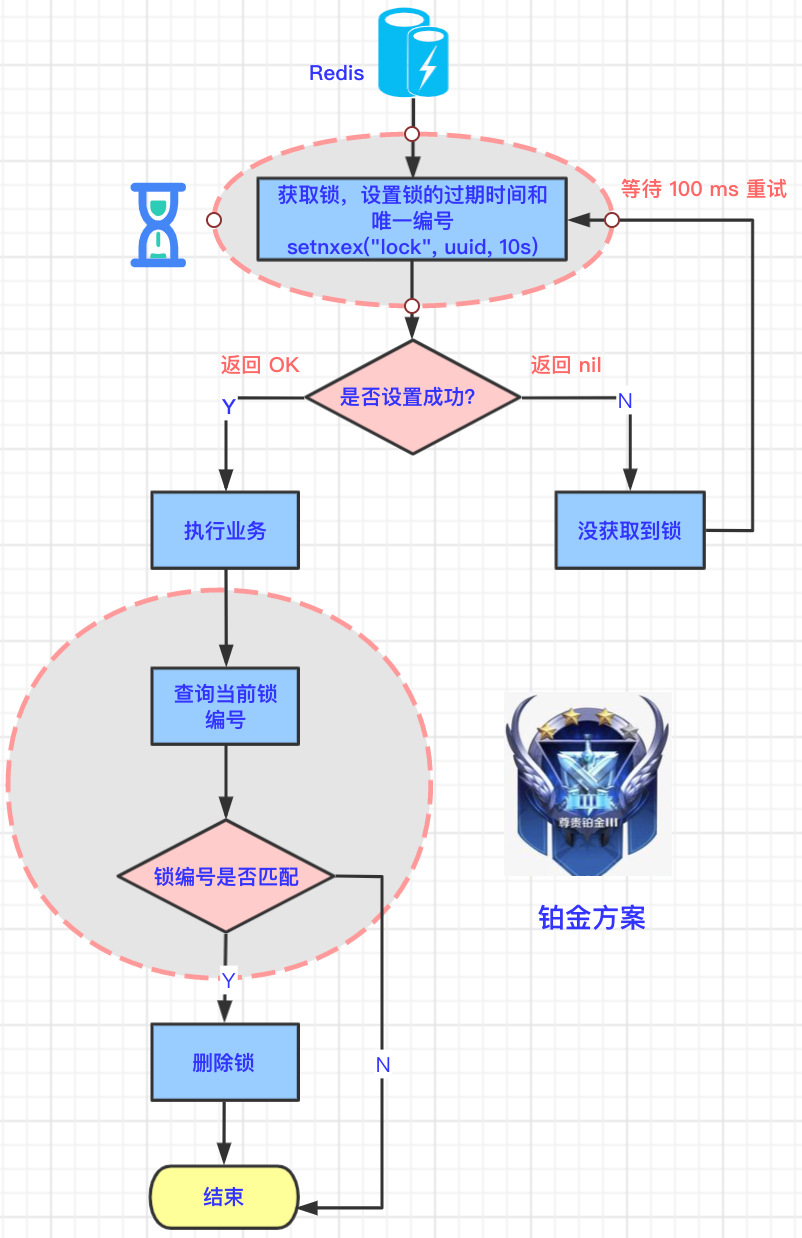 Redis
获取锁，设置锁的过期时间和
唯一编号
setnxex("lock", uuid, 10s)
等待 100 ms 重试
返回 OK
返回 nil
是否设置成功?
Y
N
执行业务
没获取到锁
查询当前锁
编号
尊贵铂金III
锁编号是否匹配
铂金方案
Y
删除锁
N
结束